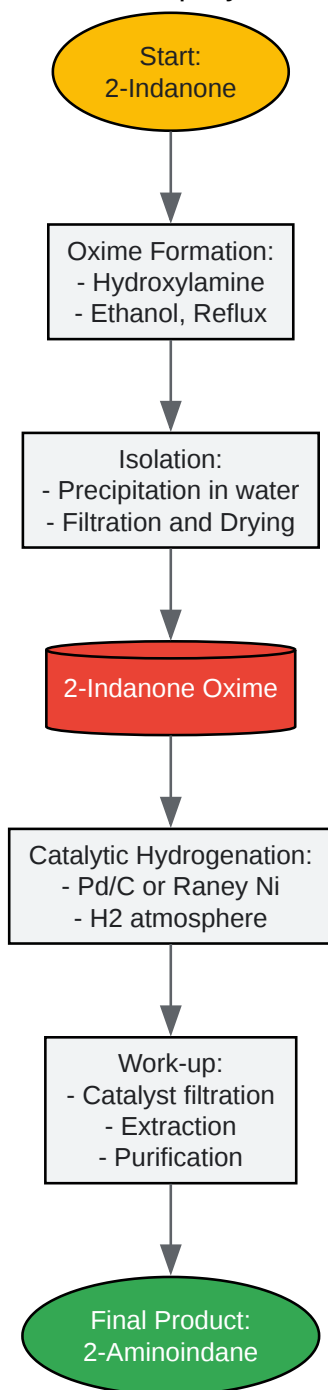 Start:
2-Indanone
Oxime Formation:
- Hydroxylamine
- Ethanol, Reflux
Isolation:
- Precipitation in water
- Filtration and Drying
2-Indanone Oxime
Catalytic Hydrogenation:
- Pd/C or Raney Ni
- H2 atmosphere
Work-up:
- Catalyst filtration
- Extraction
- Purification
Final Product:
2-Aminoindane